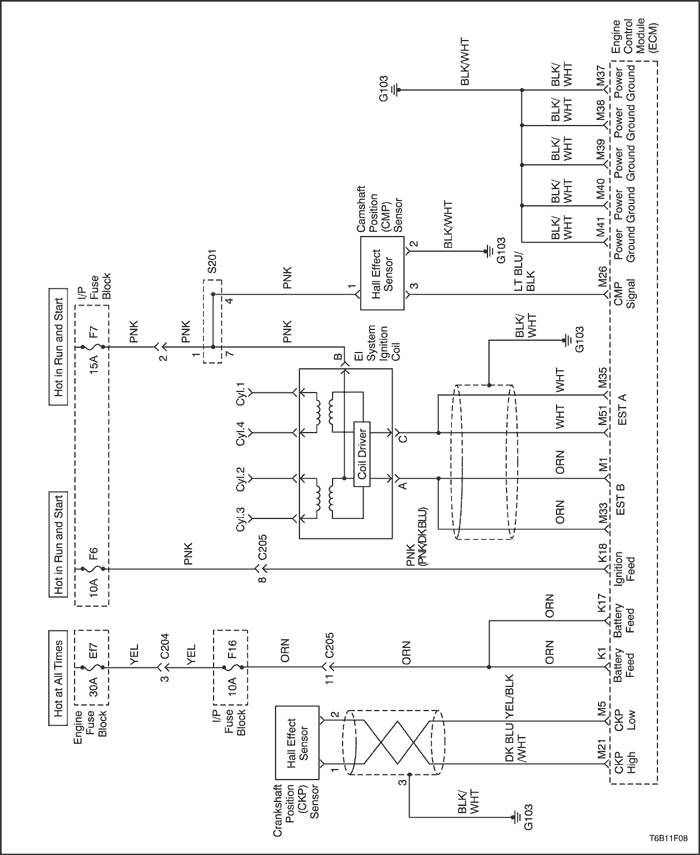 Hot at All Times
Hot in Run and Start
Hot in Run and Start
Engine
Fuse
Block
30A
Ef7
I/P
Fuse
Block
10A
F6
15A
F7
I/P
Fuse
Block
YEL
3
C204
YEL
10A
F16
ORN
11
C205
ORN
ORN
PNK
8
C205
PNK
(PNK/DK BLU)
PNK
2
PNK
1
S201
7
4
PNK
PNK
Cyl.3
Cyl.2
Cyl.4
Cyl.1
B
EI
System
Ignition
Coil
Coil Driver
A
C
Camshaft
Position
(CMP)
Sensor
Hall Effect
Sensor
1
2
3
BLK/WHT
G103
LT BLU/
BLK
G103
BLK/WHT
BLK/
WHT
G103
Crankshaft
Position
(CKP)
Sensor
Hall Effect
Sensor
1
2
3
BLK/
WHT
G103
DK BLU
/WHT
YEL/BLK
ORN
ORN
WHT
WHT
BLK/
WHT
BLK/
WHT
BLK/
WHT
BLK/
WHT
BLK/
WHT
M21
M5
K1
K17
K18
M33
M1
M51
M35
M26
M41
M40
M39
M38
M37
CKP
High
CKP
Low
Battery
Feed
Battery
Feed
Ignition
Feed
EST B
EST A
CMP
Signal
Power
Ground
Power
Ground
Power
Ground
Power
Ground
Power
Ground
Engine
Control
Module
(ECM)
T6B11F08